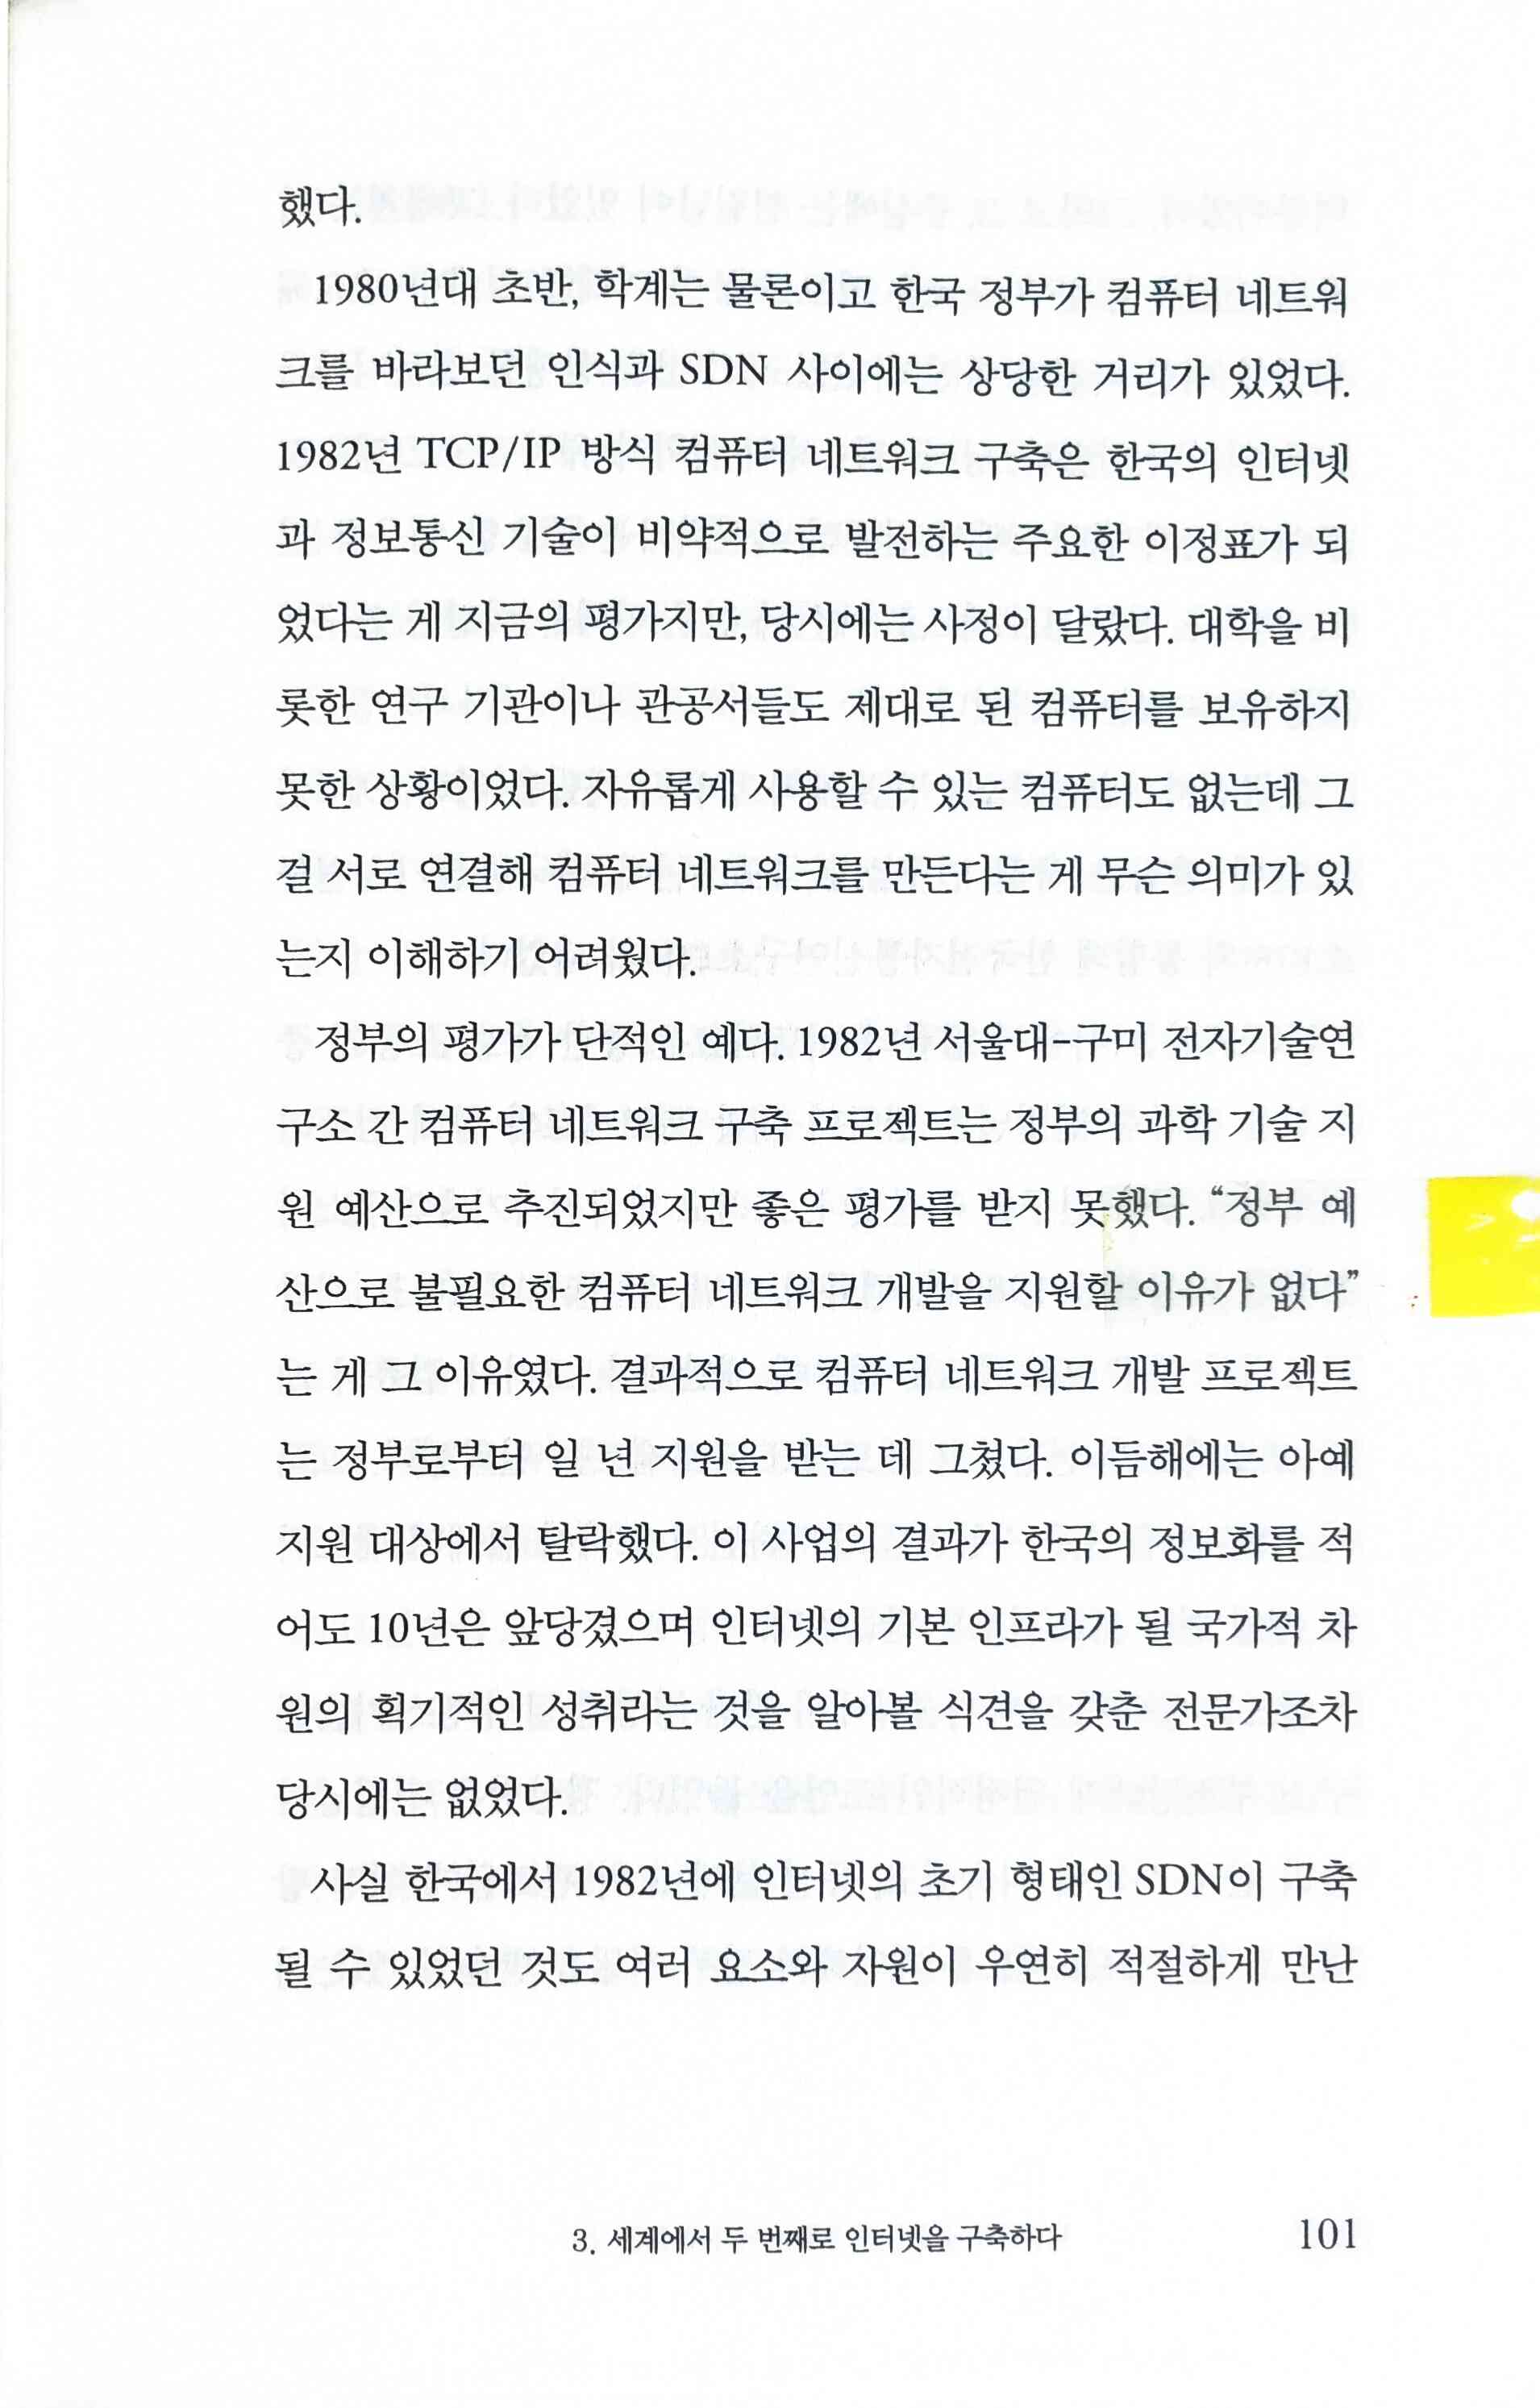 했다.
1980년대 초반, 학계는 물론이고 한국 정부가 컴퓨터 네트워
크를 바라보던 인식과 SDN 사이에는 상당한 거리가 있었다.
1982년 TCP/IP 방식 컴퓨터 네트워크 구축은 한국의 인터넷
과 정보통신 기술이 비약적으로 발전하는 주요한 이정표가 되
었다는 게 지금의 평가지만, 당시에는 사정이 달랐다. 대학을 비
롯한 연구 기관이나 관공서들도 제대로 된 컴퓨터를 보유하지
못한 상황이었다. 자유롭게 사용할 수 있는 컴퓨터도 없는데 그
걸 서로 연결해 컴퓨터 네트워크를 만든다는 게 무슨 의미가 있
는지 이해하기 어려웠다.
정부의 평가가 단적인 예다. 1982년 서울대-구미 전자기술연
구소 간 컴퓨터 네트워크 구축 프로젝트는 정부의 과학 기술 지
원 예산으로 추진되었지만 좋은 평가를 받지 못했다. “정부 예
산으로 불필요한 컴퓨터 네트워크 개발을 지원할 이유가 없다”
는 게 그 이유였다. 결과적으로 컴퓨터 네트워크 개발 프로젝트
는 정부로부터 일 년 지원을 받는 데 그쳤다. 이듬해에는 아예
지원 대상에서 탈락했다. 이 사업의 결과가 한국의 정보화를 적
어도 10년은 앞당겼으며 인터넷의 기본 인프라가 될 국가적 차
원의 획기적인 성취라는 것을 알아볼 식견을 갖춘 전문가조차
당시에는 없었다.
사실 한국에서 1982년에 인터넷의 초기 형태인 SDN이 구축
될 수 있었던 것도 여러 요소와 자원이 우연히 적절하게 만난
3. 세계에서 두 번째로 인터넷을 구축하다 101